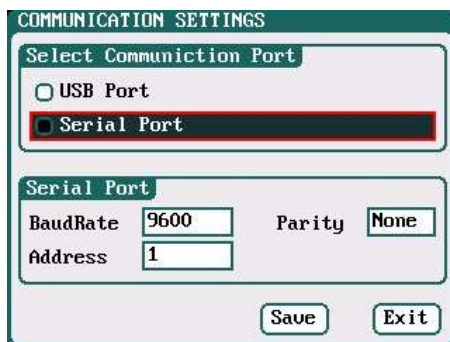 COMMUNICATION SETTINGS
Select Communiction Port
USB Port
Serial Port
Serial Port
BaudRate 9600 Parity None
Address 1
Save Exit